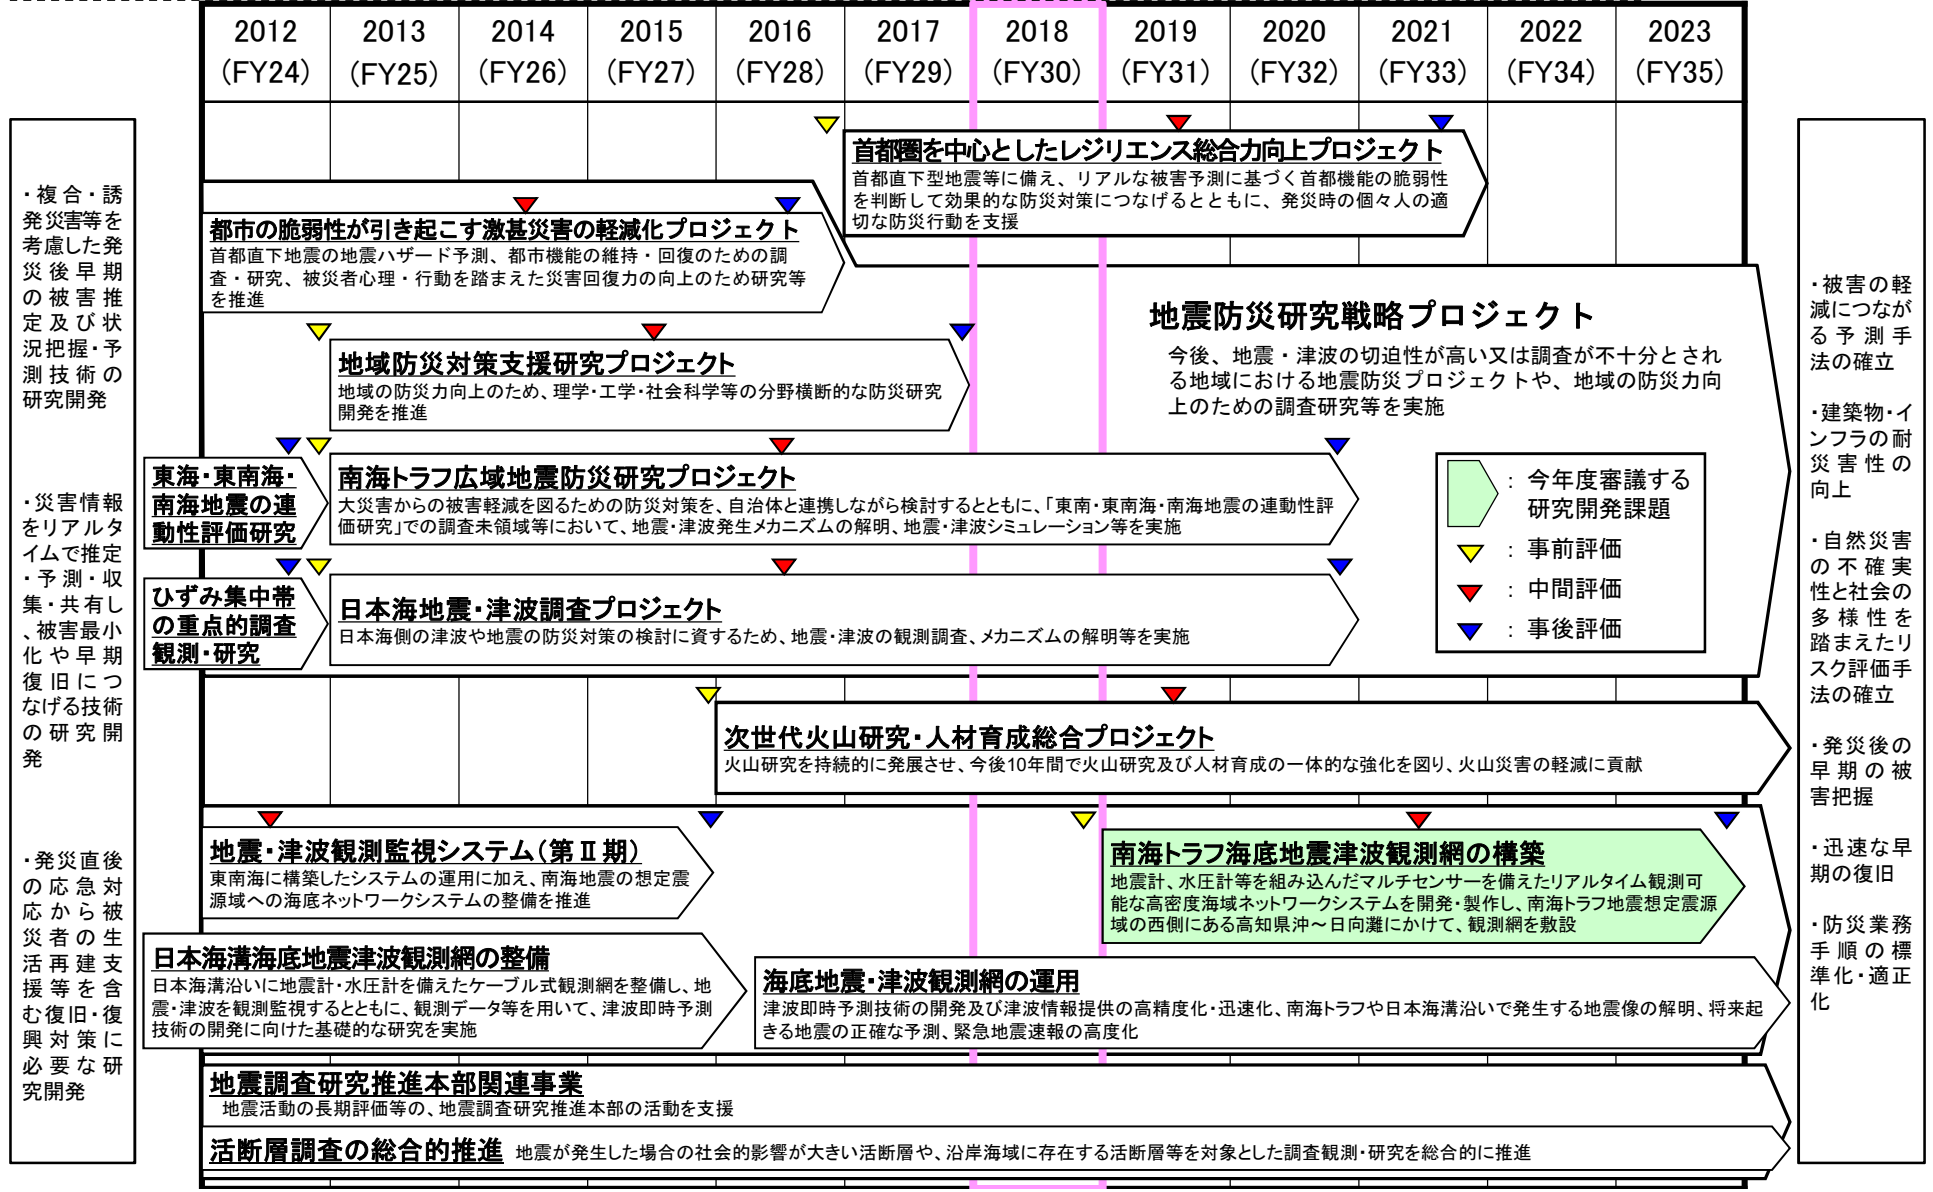 2012 2013 2014 2015 2016 2017 2018 2019 2020 2021 2022 2023
(FY24) (FY25) (FY26) (FY27) (FY28) (FY29) (FY30) (FY31) (FY32) (FY33) (FY34) (FY35)
・複合・誘
発災害等を
考慮した発
災後早期
の被害推
定及び状
況把握・予
測技術の
研究開発
・災害情報
をリアルタ
イムで推定
・予測・収
集・共有し
、被害最小
化や早期
復旧につ
なげる技術
の研究開
発
・発災直後
の応急対
応から被
災者の生
活再建支
援等を含
む復旧・復
興対策に
必要な研
究開発
首都圏を中心としたレジリエンス総合力向上プロジェクト
首都直下型地震等に備え、リアルな被害予測に基づく首都機能の脆弱性
を判断して効果的な防災対策につなげるとともに、発災時の個々人の適
切な防災行動を支援
都市の脆弱性が引き起こす激甚災害の軽減化プロジェクト
首都直下地震の地震ハザード予測、都市機能の維持・回復のための調
査・研究、被災者心理・行動を踏まえた災害回復力の向上のため研究等
を推進
地震防災研究戦略プロジェクト
今後、地震・津波の切迫性が高い又は調査が不十分とされ
る地域における地震防災プロジェクトや、地域の防災力向
上のための調査研究等を実施
地域防災対策支援研究プロジェクト
地域の防災力向上のため、理学・工学・社会科学等の分野横断的な防災研究
開発を推進
東海・東南海・
南海地震の連
動性評価研究
南海トラフ広域地震防災研究プロジェクト
大災害からの被害軽減を図るための防災対策を、自治体と連携しながら検討するとともに、「東南・東南海・南海地震の連動性評
価研究」での調査未領域等において、地震・津波発生メカニズムの解明、地震・津波シミュレーション等を実施
ひずみ集中帯
の重点的調査
観測・研究
日本海地震・津波調査プロジェクト
日本海側の津波や地震の防災対策の検討に資するため、地震・津波の観測調査、メカニズムの解明等を実施
：今年度審議する
研究開発課題
：事前評価
：中間評価
：事後評価
次世代火山研究・人材育成総合プロジェクト
火山研究を持続的に発展させ、今後10年間で火山研究及び人材育成の一体的な強化を図り、火山災害の軽減に貢献
地震・津波観測監視システム（第Ⅱ期）
東南海に構築したシステムの運用に加え、南海地震の想定震
源域への海底ネットワークシステムの整備を推進
南海トラフ海底地震津波観測網の構築
地震計、水圧計等を組み込んだマルチセンサーを備えたリアルタイム観測可
能な高密度海域ネットワークシステムを開発・製作し、南海トラフ地震想定震源
域の西側にある高知県沖～日向灘にかけて、観測網を敷設
日本海溝海底地震津波観測網の整備
日本海溝沿いに地震計・水圧計を備えたケーブル式観測網を整備し、地
震・津波を観測監視するとともに、観測データ等を用いて、津波即時予測
技術の開発に向けた基礎的な研究を実施
海底地震・津波観測網の運用
津波即時予測技術の開発及び津波情報提供の高精度化・迅速化、南海トラフや日本海溝沿いで発生する地震像の解明、将来起
きる地震の正確な予測、緊急地震速報の高度化
地震調査研究推進本部関連事業
地震活動の長期評価等の、地震調査研究推進本部の活動を支援
活断層調査の総合的推進 地震が発生した場合の社会的影響が大きい活断層や、沿岸海域に存在する活断層等を対象とした調査観測・研究を総合的に推進
・被害の軽
減につなが
る予測手
法の確立
・建築物・イ
ンフラの耐
災害性の
向上
・自然災害
の不確実
性と社会の
多様性を
踏まえたリ
スク評価手
法の確立
・発災後の
早期の被
害把握
・迅速な早
期の復旧
・防災業務
手順の標
準化・適正
化